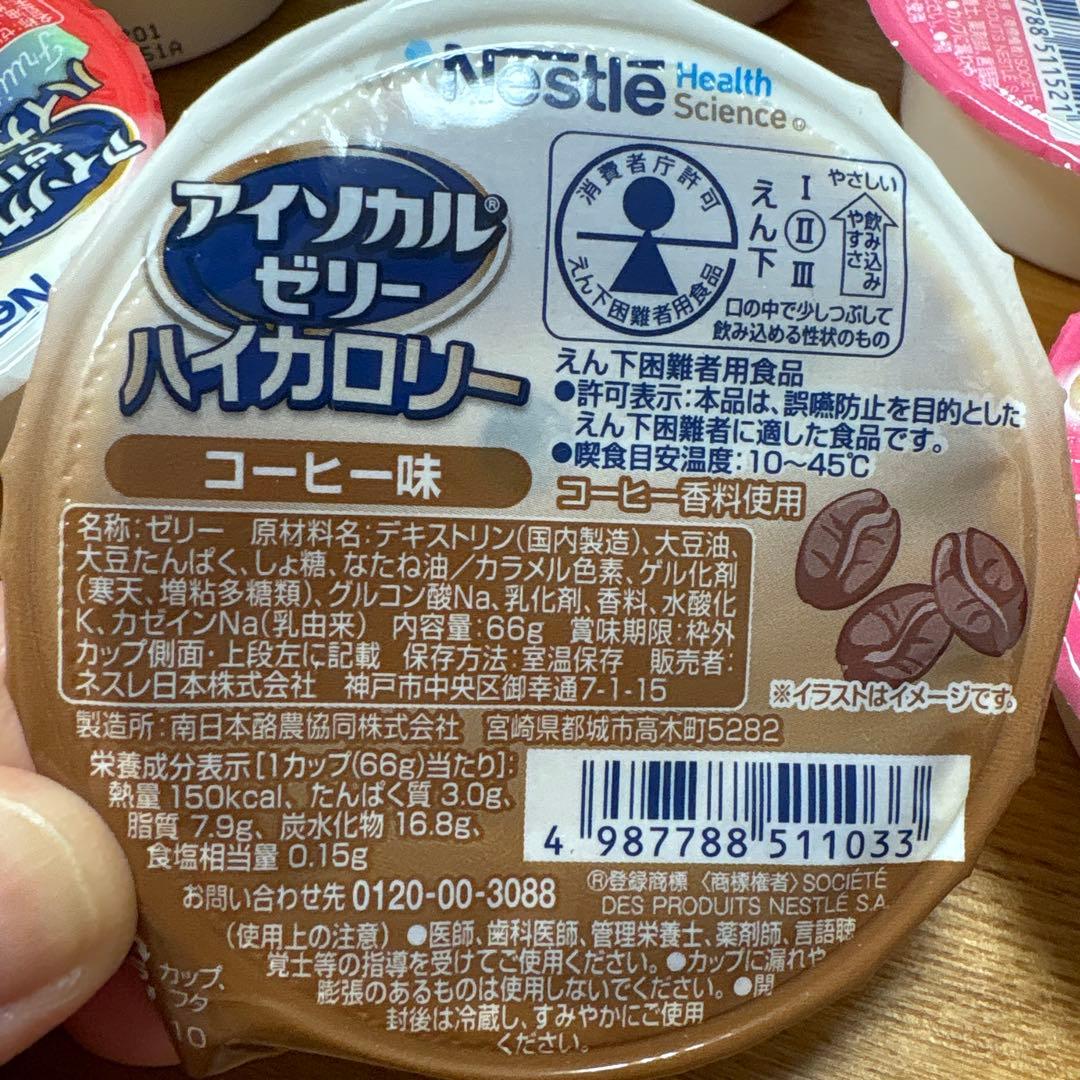 Nestlé Health Science®
アイソカル®
ゼリー
ハイカロリー
コーヒー味
消費者庁許可
えん下困難者用食品
えん下
I
II
III
やさしい
飲み込みやすさ
口の中で少しつぶして
飲み込める性状のもの
えん下困難者用食品
●許可表示:本品は、誤嚥防止を目的とした
えん下困難者に適した食品です。
●喫食目安温度:10〜45℃
コーヒー香料使用
名称:ゼリー 原材料名:デキストリン(国内製造)、大豆油、
大豆たんぱく、しょ糖、なたね油/カラメル色素、ゲル化剤
(寒天、増粘多糖類)、グルコン酸Na、乳化剤、香料、水酸化
K、カゼインNa(乳由来) 内容量:66g 賞味期限:枠外
カップ側面・上段左に記載 保存方法:室温保存 販売者:
ネスレ日本株式会社 神戸市中央区御幸通7-1-15
※イラストはイメージです。
製造所:南日本酪農協同株式会社 宮崎県都城市高木町5282
栄養成分表示[1カップ(66g)当たり]:
熱量 150kcal、たんぱく質 3.0g、
脂質 7.9g、炭水化物 16.8g、
食塩相当量 0.15g
4 987788 511033
お問い合わせ先 0120-00-3088
®登録商標 〈商標権者〉SOCIÉTÉ
DES PRODUITS NESTLÉ S.A.
(使用上の注意) ●医師、歯科医師、管理栄養士、薬剤師、言語聴
覚士等の指導を受けてご使用ください。●カップに漏れや
膨張のあるものは使用しないでください。●開
封後は冷蔵し、すみやかにご使用
ください。
カップ、
フタ
10
01
51A
アイソカ
ゼリ
ハイカ
Ne
788 511521